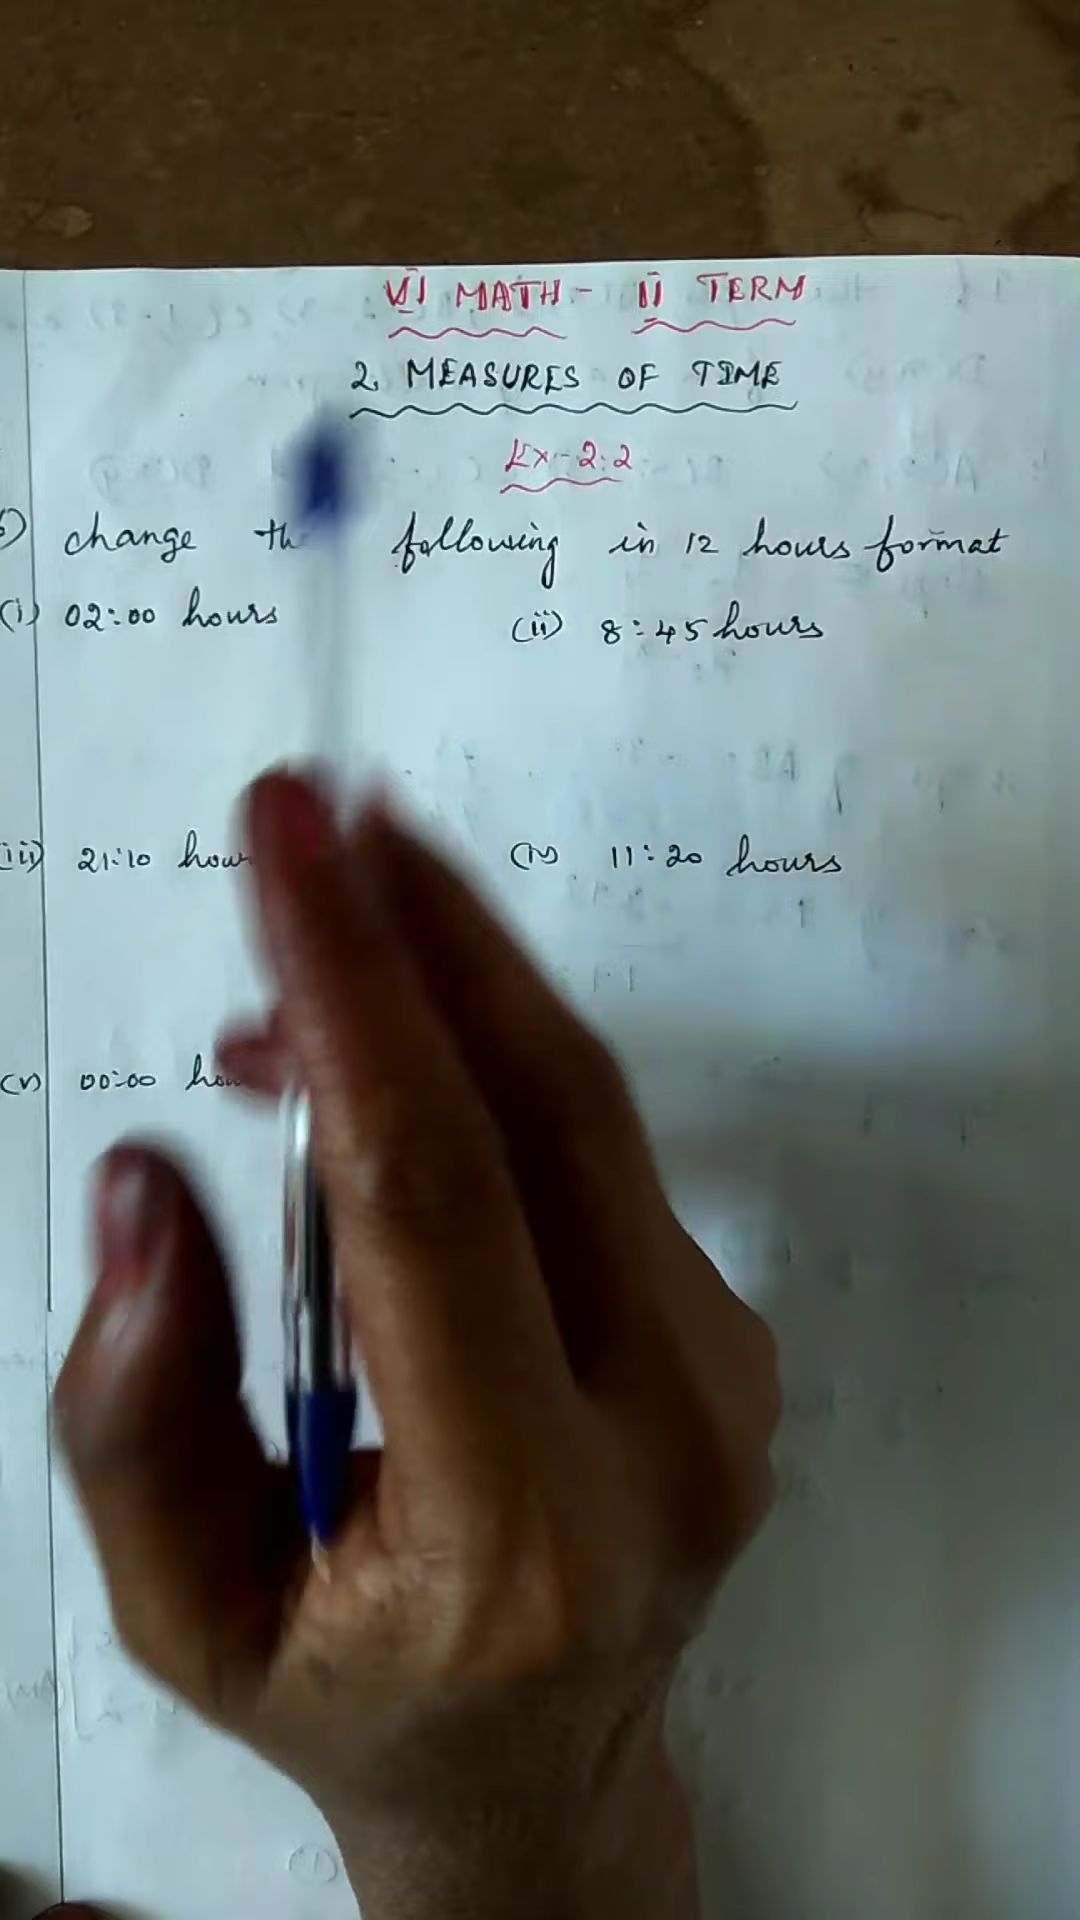 VI MATH - II TERM
2. MEASURES OF TIME
Ex-2.2
change following in 12 hours format
(i) 02:00 hours (ii) 8:45 hours
(iii) 21:10 (iv) 11:20 hours
(v) 00:00